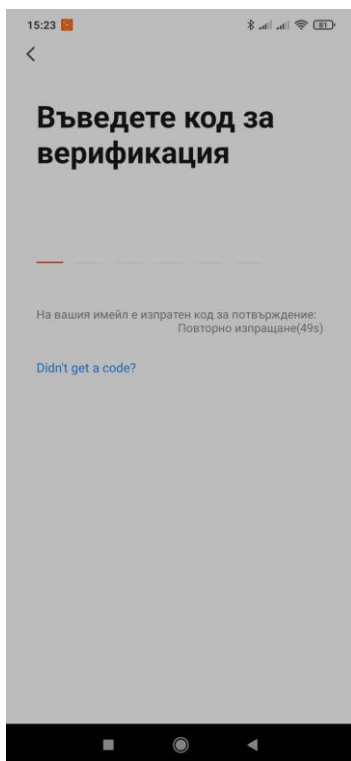 15:23
81
Въведете код за
верификация
На вашия имейл е изпратен код за потвърждение:
Повторно изпращане(49s)
Didn't get a code?